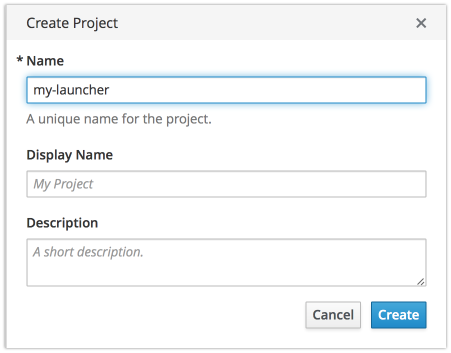 Create Project ×
* Name
my-launcher
A unique name for the project.
Display Name
My Project
Description
A short description.
Cancel Create